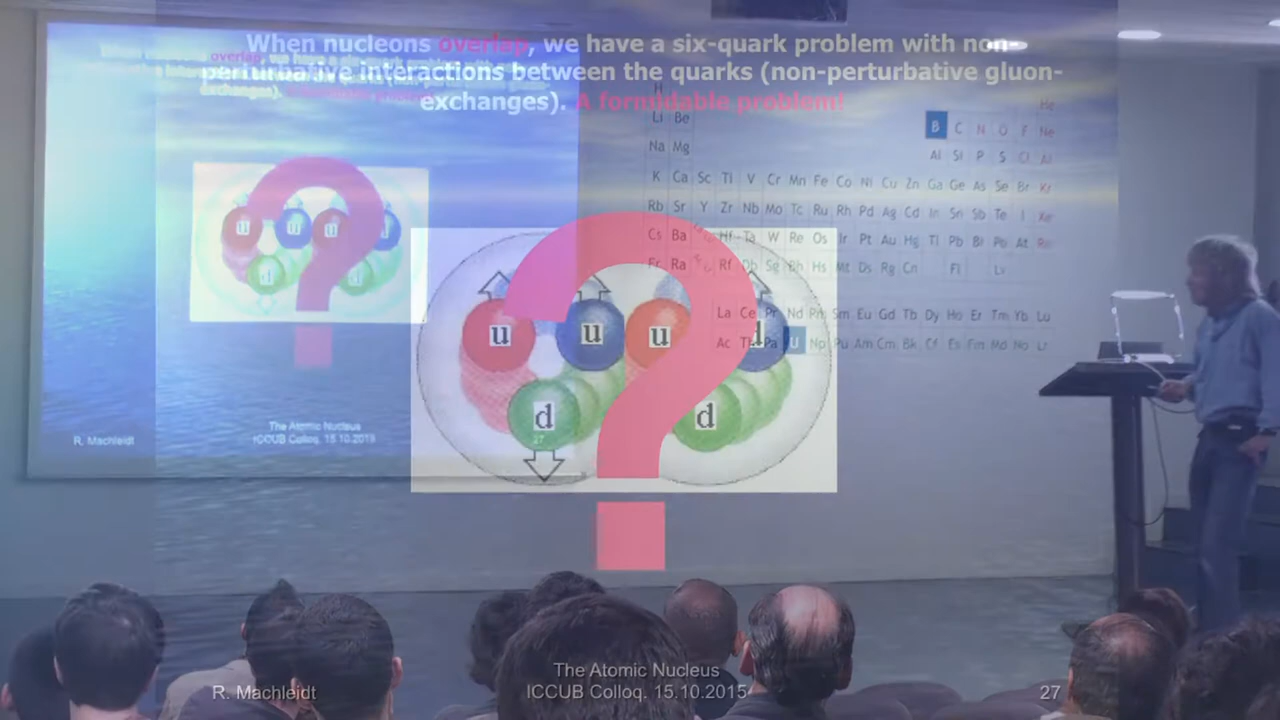 When nucleons overlap, we have a six-quark problem with non-
perturbative interactions between the quarks (non-perturbative gluon-
exchanges). A formidable problem!
overlap,
exchanges).
H He
Li Be B C N O F Ne
Na Mg Al Si P S Cl Ar
K Ca Sc Ti V Cr Mn Fe Co Ni Cu Zn Ga Ge As Se Br Kr
Rb Sr Y Zr Nb Mo Tc Ru Rh Pd Ag Cd In Sn Sb Te I Xe
Cs Ba Hf Ta W Re Os Ir Pt Au Hg Tl Pb Bi Po At Rn
Fr Ra Rf Db Sg Bh Hs Mt Ds Rg Cn Fl Lv
La Ce Pr Nd Pm Sm Eu Gd Tb Dy Ho Er Tm Yb Lu
Ac Th Pa U Np Pu Am Cm Bk Cf Es Fm Md No Lr
u u u d
d d
?
u u u
d d
?
27
R. Machleidt
The Atomic Nucleus
ICCUB Colloq. 15.10.2015
R. Machleidt
The Atomic Nucleus
ICCUB Colloq. 15.10.2015
27